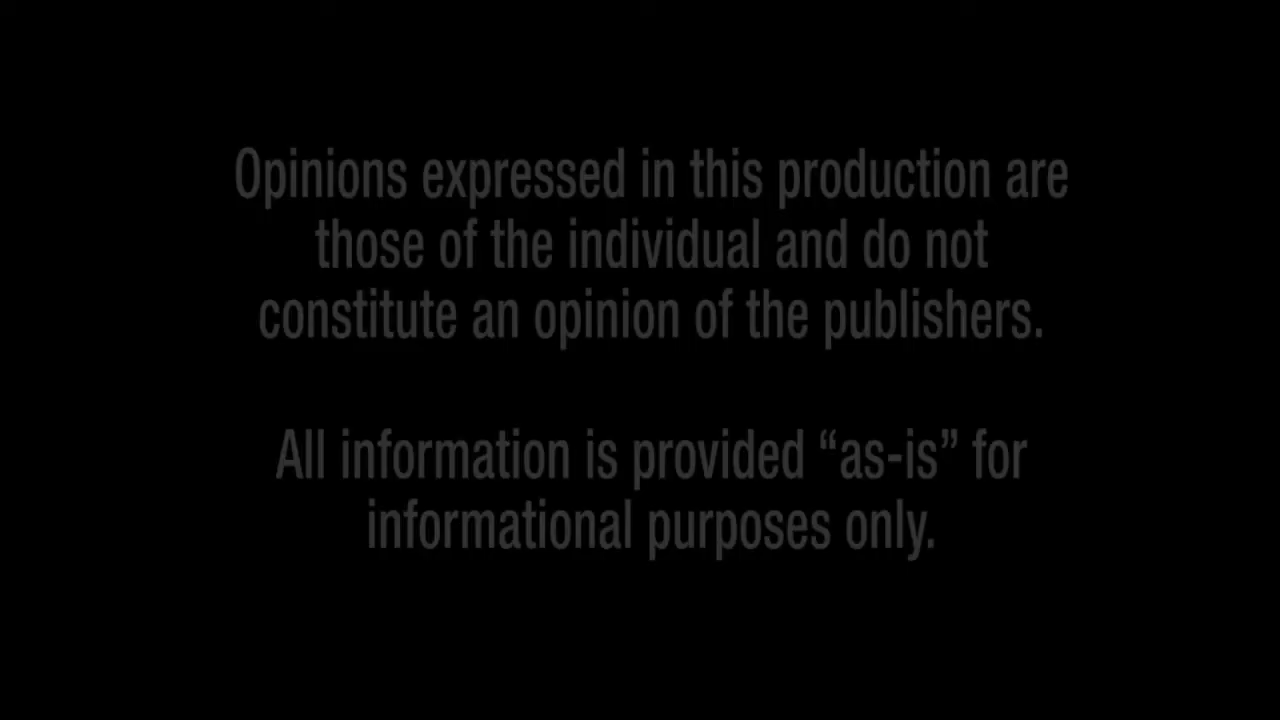 Opinions expressed in this production are
those of the individual and do not
constitute an opinion of the publishers.
All information is provided “as-is” for
informational purposes only.